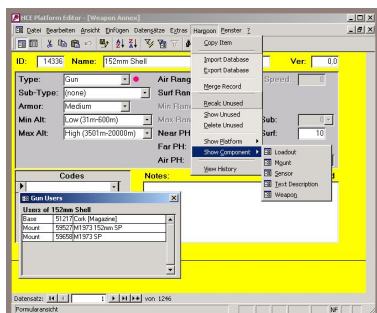 HCE Platform Editor - [Weapon Annex]
Datei Bearbeiten Ansicht Einfügen Datensätze Extras Harpoon Fenster ?
Copy Item
Import Database
Export Database
Merge Record
Recall Unused
Show Unused
Delete Unused
Show Platform
Show Component
View History
Loadout
Mount
Sensor
Text Description
Weapon
ID: 14336 Name: 152mm Shell Ver: 0,0
Type: Gun Air Rang Speed: 0
Sub-Type: (none) Surf Ran
Armor: Medium Min Ran
Min Alt: Low (31m-600m) Max Ran Sub: 0
Max Alt: High (3501m-20000m) Near PH Surf: 10
Far PH:
Air PH:
Codes Notes:
Gun Users
Users of 152mm Shell
Base 51217 Cork [Magazine]
Mount 59527 M1973 152mm SP
Mount 59658 M1973 SP
Datensatz: 1 von 1246
Formularansicht NF